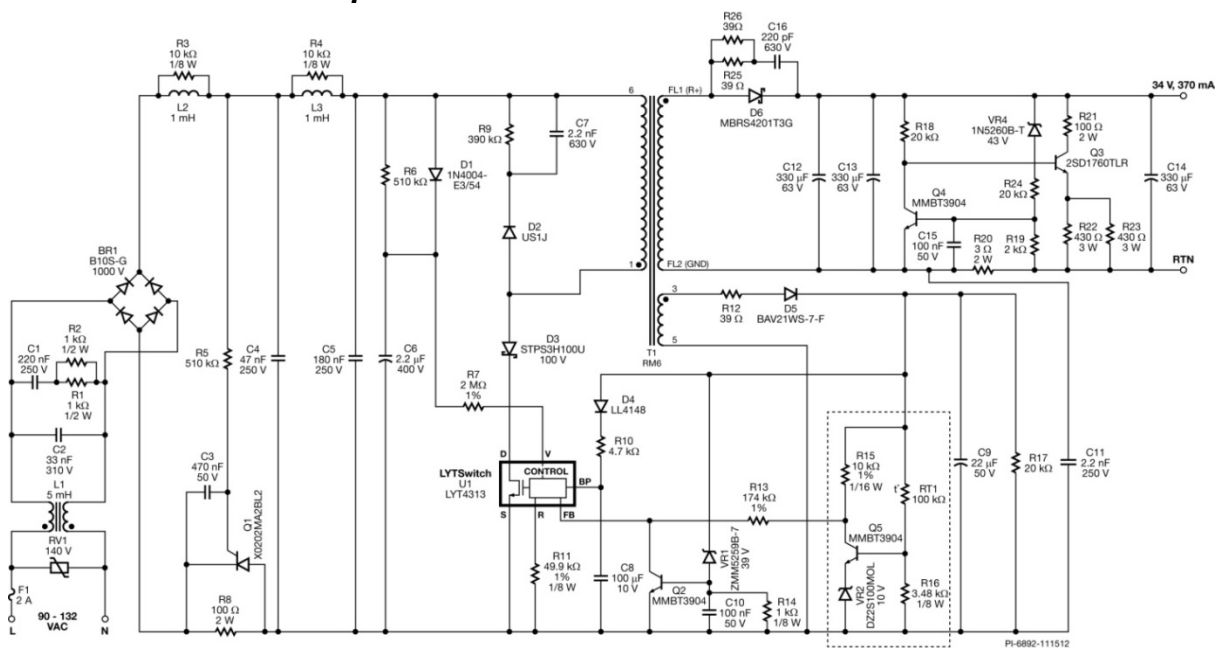 R3
10 kΩ
1/8 W
L2
1 mH
R4
10 kΩ
1/8 W
L3
1 mH
BR1
B10S-G
1000 V
C1
220 nF
250 V
R2
1 kΩ
1/2 W
R1
1 kΩ
1/2 W
C2
33 nF
310 V
L1
5 mH
RV1
140 V
F1
2 A
L
90 - 132
VAC
N
R5
510 kΩ
C3
470 nF
50 V
Q1
X0202MA2BL2
R8
100 Ω
2 W
C4
47 nF
250 V
C5
180 nF
250 V
R6
510 kΩ
C6
2.2 µF
400 V
D1
1N4004-
E3/54
R7
2 MΩ
1%
R9
390 kΩ
C7
2.2 nF
630 V
D2
US1J
D3
STPS3H100U
100 V
6
1
LYTSwitch
U1
LYT4313
D
V
CONTROL
BP
S
R
FB
R11
49.9 kΩ
1%
1/8 W
D4
LL4148
R10
4.7 kΩ
C8
100 µF
10 V
Q2
MMBT3904
VR1
ZMM5259B-7
39 V
C10
100 nF
50 V
R14
1 kΩ
1/8 W
R13
174 kΩ
1%
T1
RM6
FL1 (R+)
FL2 (GND)
3
5
R26
39Ω
R25
39 Ω
C16
220 pF
630 V
D6
MBRS4201T3G
C12
330 µF
63 V
C13
330 µF
63 V
R18
20 kΩ
Q4
MMBT3904
C15
100 nF
50 V
R20
3 Ω
2 W
VR4
1N5260B-T
43 V
R24
20 kΩ
R19
2 kΩ
R21
100 Ω
2 W
Q3
2SD1760TLR
R22
430 Ω
3 W
R23
430 Ω
3 W
C14
330 µF
63 V
34 V, 370 mA
RTN
R12
39 Ω
D5
BAV21WS-7-F
R15
10 kΩ
1%
1/16 W
RT1
100 kΩ
t°
Q5
MMBT3904
VR2
DZ2S100MOL
10 V
R16
3.48 kΩ
1/8 W
C9
22 µF
50 V
R17
20 kΩ
C11
2.2 nF
250 V
PI-6892-111512